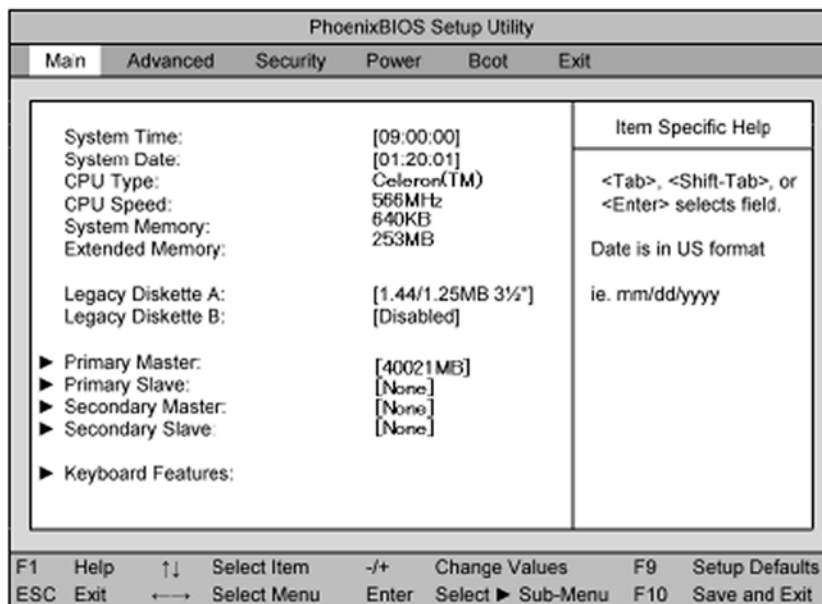 PhoenixBIOS Setup Utility
Main Advanced Security Power Boot Exit
Item Specific Help
System Time: [09:00:00]
System Date: [01:20:01]
CPU Type: Celeron(TM)
CPU Speed: 566MHz
System Memory: 640KB
Extended Memory: 253MB
Legacy Diskette A: [1.44/1.25MB 3½"]
Legacy Diskette B: [Disabled]
► Primary Master: [40021MB]
► Primary Slave: [None]
► Secondary Master: [None]
► Secondary Slave: [None]
► Keyboard Features:
<Tab>, <Shift-Tab>, or
<Enter> selects field.
Date is in US format
ie. mm/dd/yyyy
F1 Help ↑↓ Select Item -/+ Change Values F9 Setup Defaults
ESC Exit ←→ Select Menu Enter Select ► Sub-Menu F10 Save and Exit